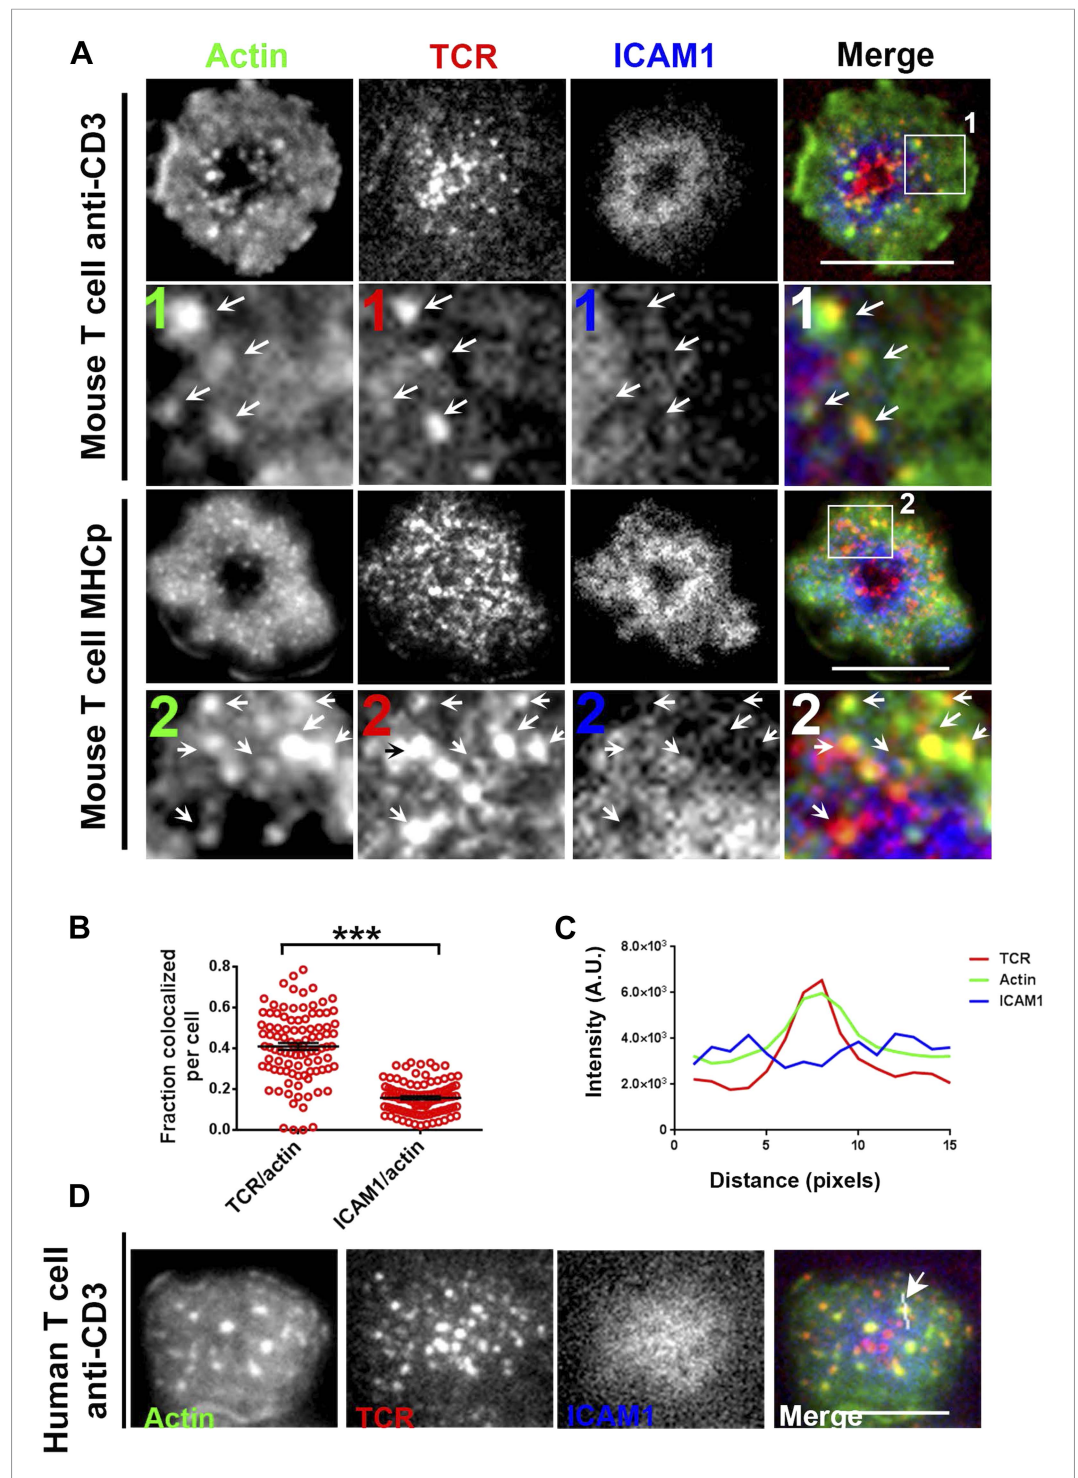 A
Actin
TCR
ICAM1
Merge
Mouse T cell anti-CD3
1
1
1
1
1
Mouse T cell MHCp
2
2
2
2
2
B
***
Fraction colocalized
per cell
0.8
0.6
0.4
0.2
0.0
TCR/actin
ICAM1/actin
C
Intensity (A.U.)
8.0×10³
6.0×10³
4.0×10³
2.0×10³
0
0
5
10
15
Distance (pixels)
TCR
Actin
ICAM1
D
Human T cell
anti-CD3
Actin
TCR
ICAM1
Merge